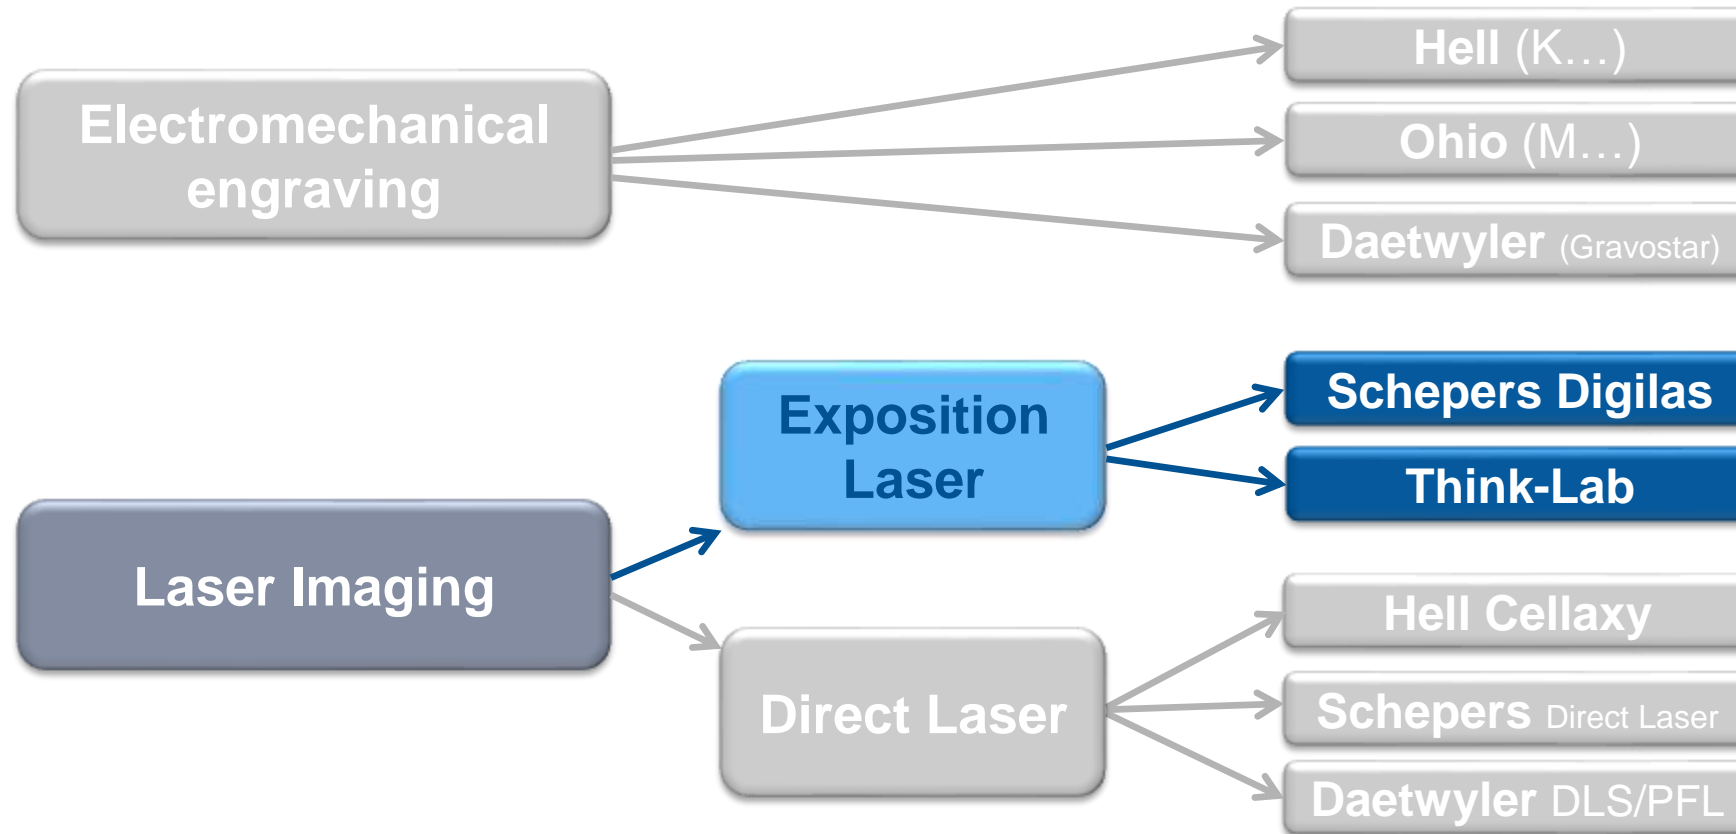 Hell (K…)
Electromechanical
engraving
Ohio (M…)
Daetwyler (Gravostar)
Exposition
Laser
Schepers Digilas
Think-Lab
Laser Imaging
Direct Laser
Hell Cellaxy
Schepers Direct Laser
Daetwyler DLS/PFL